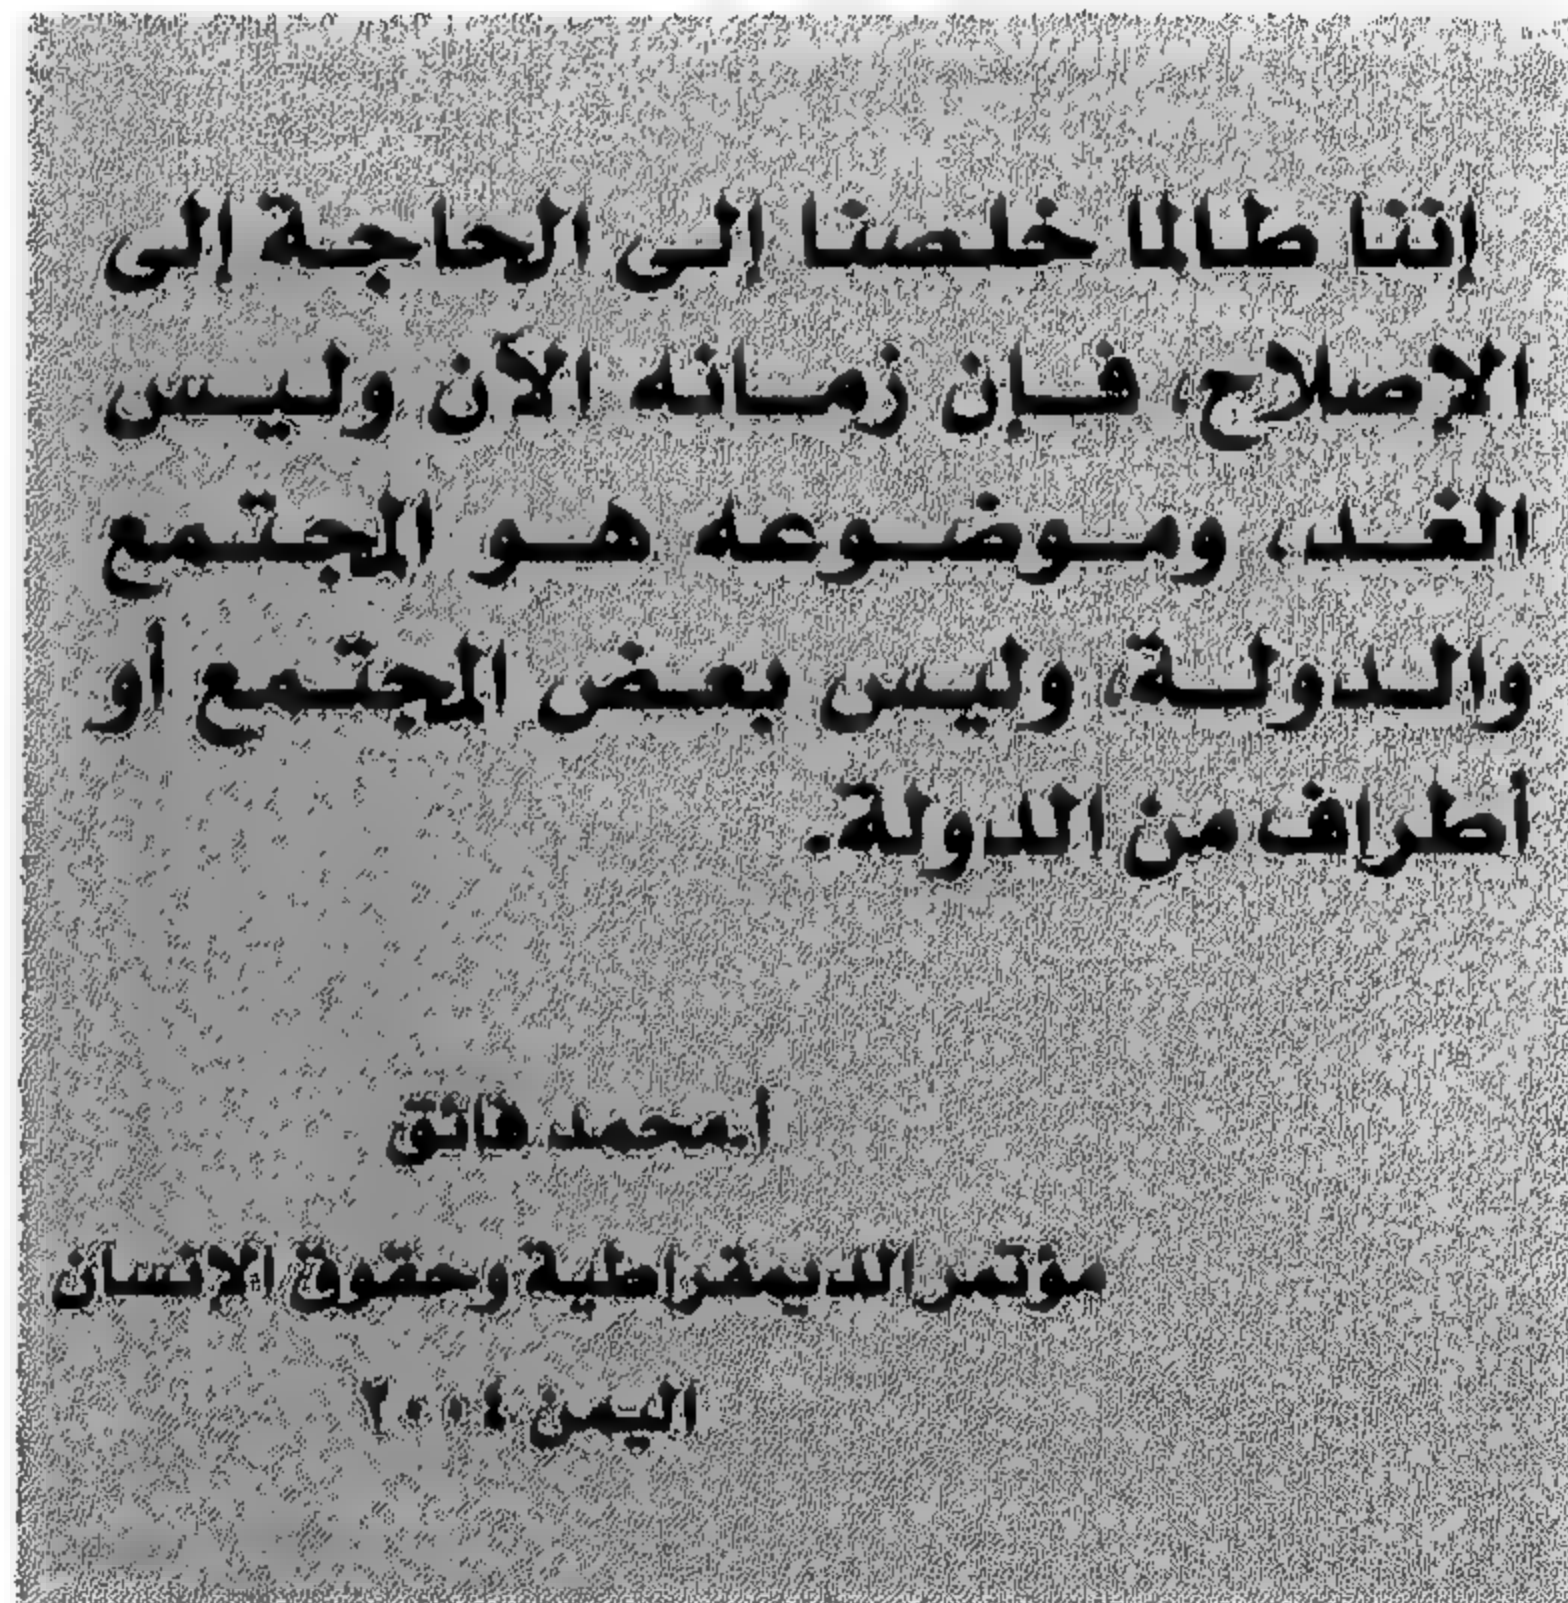 إننا طالما خلصنا إلى الحاجة إلى
الإصلاح، فإن زمانه الآن وليس
الغد، وموضوعه هو المجتمع
والدولة، وليس بعض المجتمع أو
أطراف من الدولة.
أ.محمد فائق
مؤتمر الديمقراطية وحقوق الإنسان
اليمن ٢٠٠٤